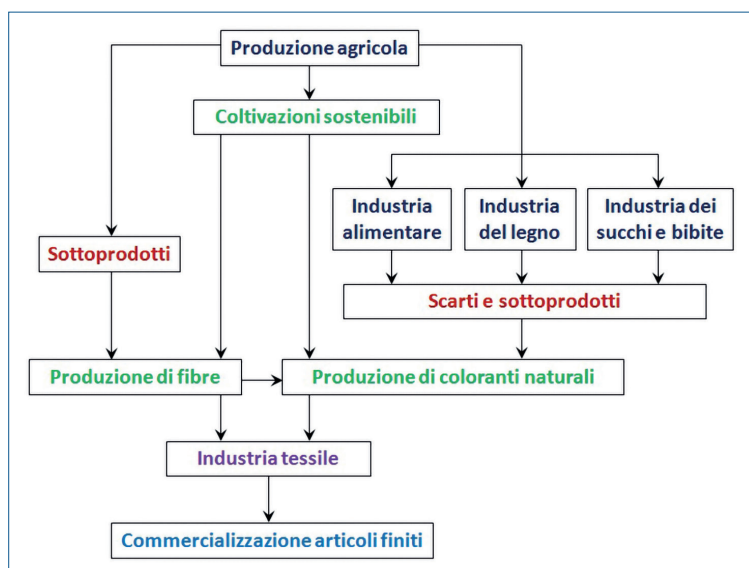 Produzione agricola
Coltivazioni sostenibili
Industria
alimentare
Industria
del legno
Industria dei
succhi e bibite
Sottoprodotti
Scarti e sottoprodotti
Produzione di fibre
Produzione di coloranti naturali
Industria tessile
Commercializzazione articoli finiti